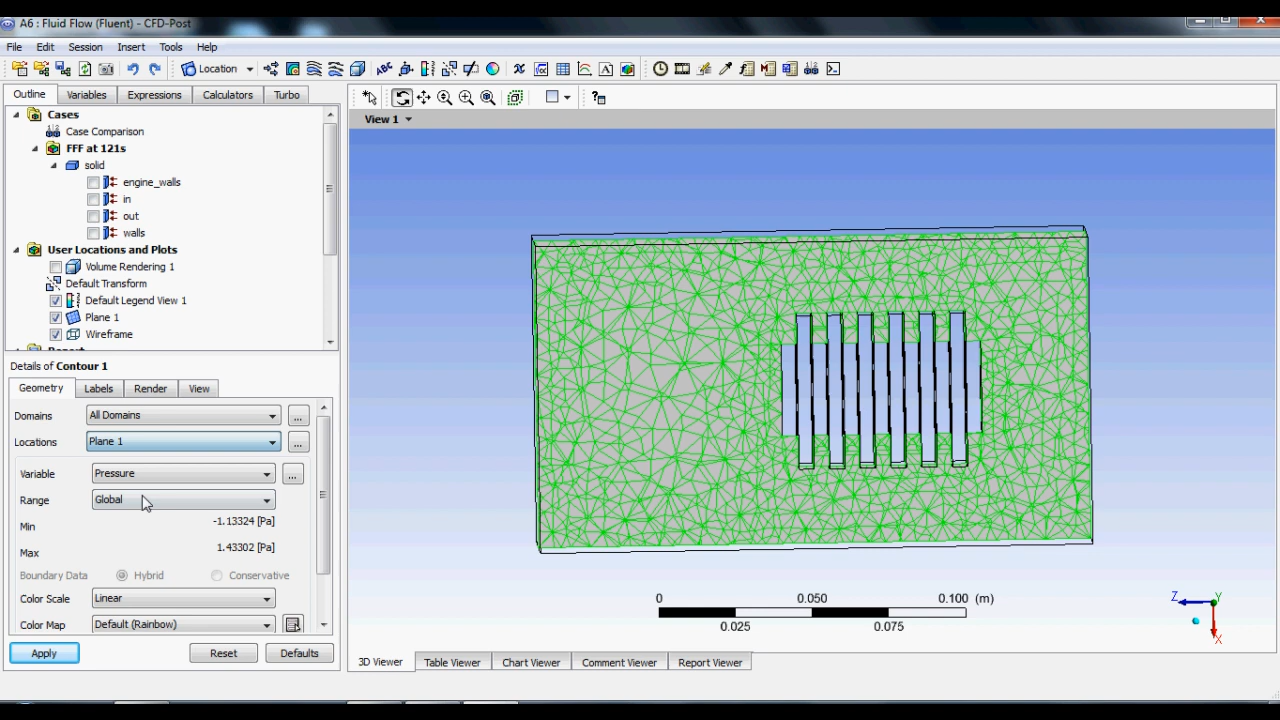 A6 : Fluid Flow (Fluent) - CFD-Post
File Edit Session Insert Tools Help
Location
Outline Variables Expressions Calculators Turbo
Cases
Case Comparison
FFF at 121s
solid
engine_walls
in
out
walls
User Locations and Plots
Volume Rendering 1
Default Transform
Default Legend View 1
Plane 1
Wireframe
Details of Contour 1
Geometry Labels Render View
Domains All Domains ...
Locations Plane 1 ...
Variable Pressure ...
Range Global
Min -1.13324 [Pa]
Max 1.43302 [Pa]
Boundary Data Hybrid Conservative
Color Scale Linear
Color Map Default (Rainbow)
Apply Reset Defaults
View 1
0 0.050 0.100 (m)
0.025 0.075
Z Y
X
3D Viewer Table Viewer Chart Viewer Comment Viewer Report Viewer